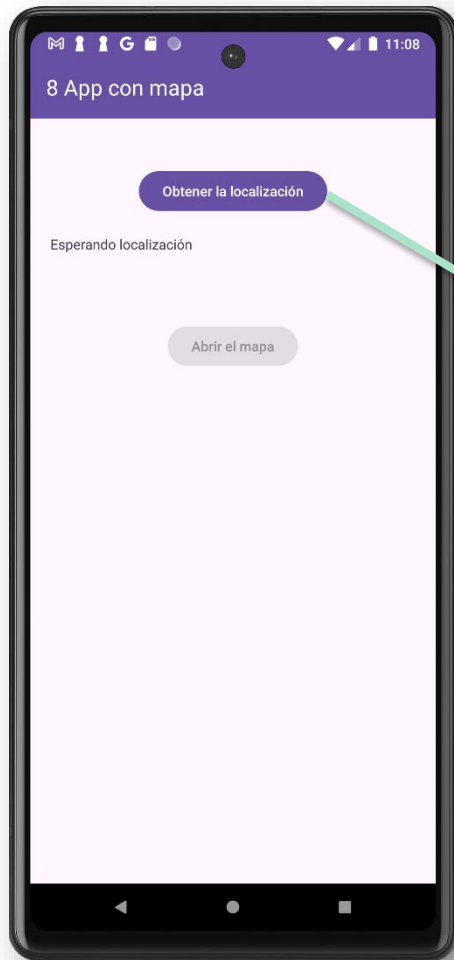 11:08
8 App con mapa
Obtener la localización
Esperando localización
Abrir el mapa